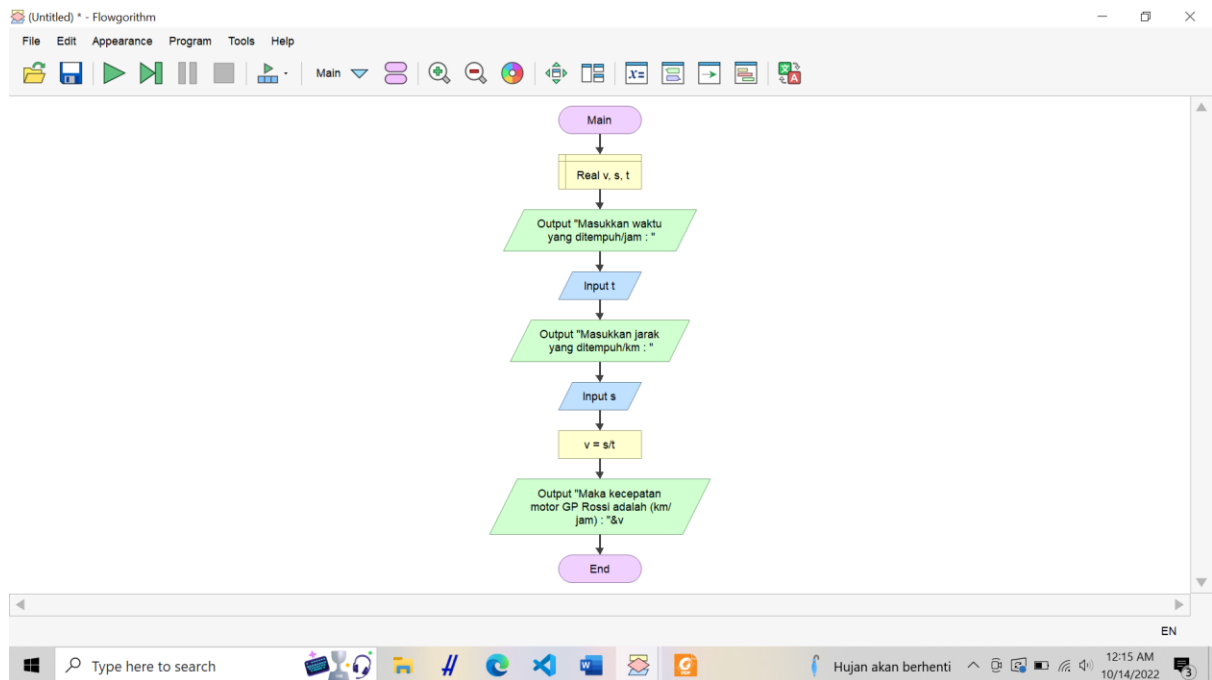 (Untitled) * - Flowgorithm
File Edit Appearance Program Tools Help
Main
x=
Main
Real v, s, t
Output "Masukkan waktu
yang ditempuh/jam : "
Input t
Output "Masukkan jarak
yang ditempuh/km : "
Input s
v = s/t
Output "Maka kecepatan
motor GP Rossi adalah (km/
jam) : "&v
End
EN
Type here to search
Hujan akan berhenti
12:15 AM
10/14/2022
3